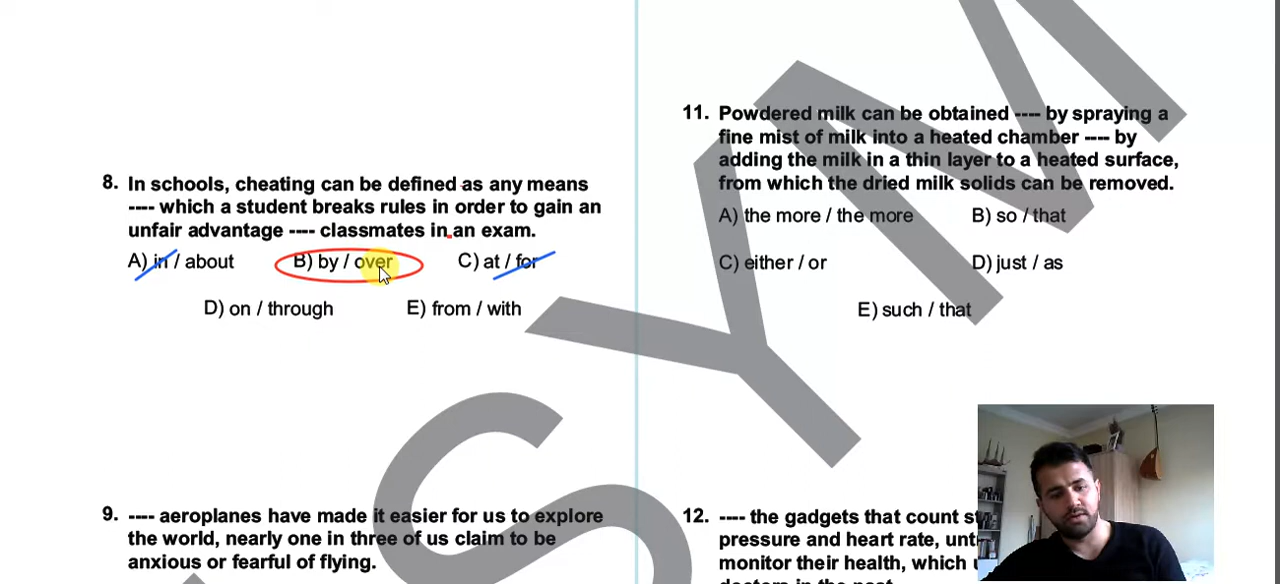 8. In schools, cheating can be defined as any means
---- which a student breaks rules in order to gain an
unfair advantage ---- classmates in an exam.
A) in / about
B) by / over
C) at / for
D) on / through
E) from / with
9. ---- aeroplanes have made it easier for us to explore
the world, nearly one in three of us claim to be
anxious or fearful of flying.
11. Powdered milk can be obtained ---- by spraying a
fine mist of milk into a heated chamber ---- by
adding the milk in a thin layer to a heated surface,
from which the dried milk solids can be removed.
A) the more / the more
B) so / that
C) either / or
D) just / as
E) such / that
12. ---- the gadgets that count
pressure and heart rate,
monitor their health, which
SYM